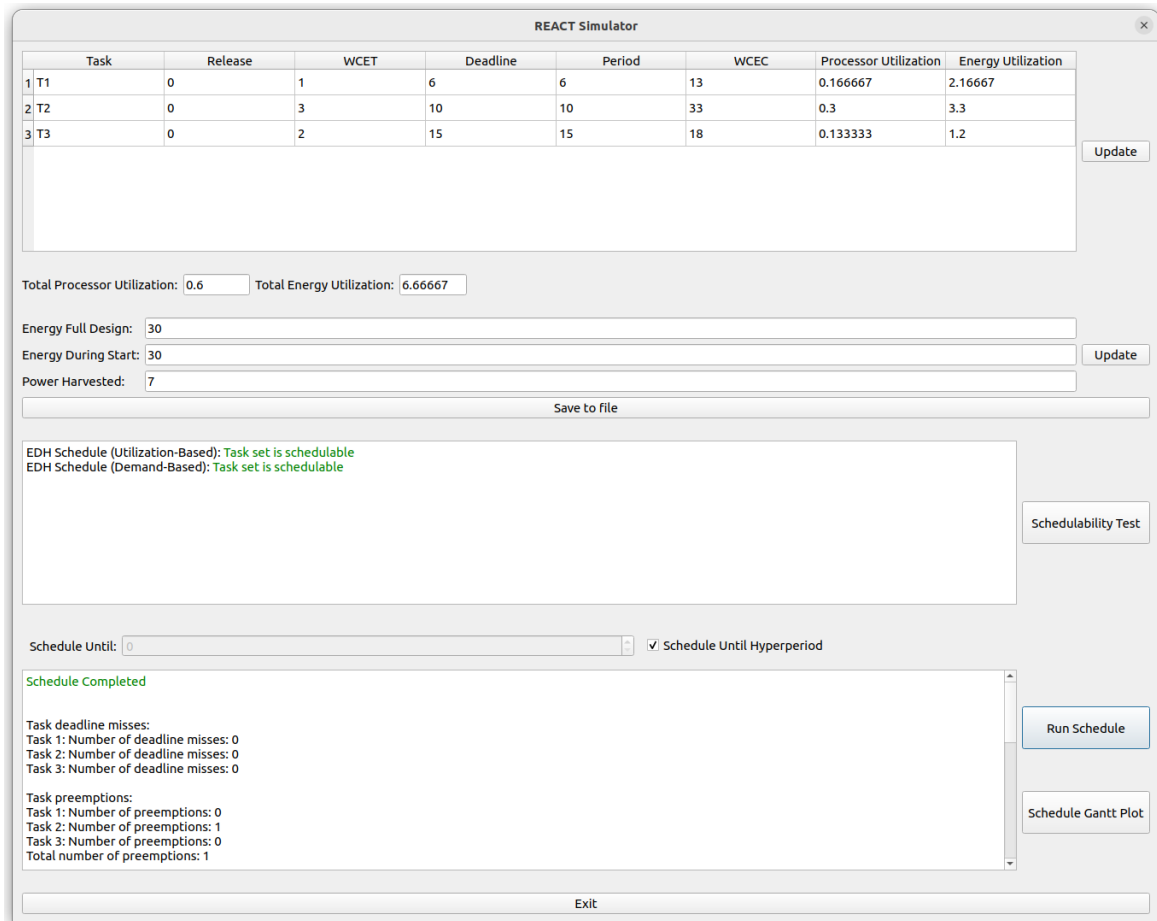 REACT Simulator
Task Release WCET Deadline Period WCEC Processor Utilization Energy Utilization
1 T1 0 1 6 6 13 0.166667 2.16667
2 T2 0 3 10 10 33 0.3 3.3
3 T3 0 2 15 15 18 0.133333 1.2
Update
Total Processor Utilization: 0.6 Total Energy Utilization: 6.66667
Energy Full Design: 30
Energy During Start: 30 Update
Power Harvested: 7
Save to file
EDH Schedule (Utilization-Based): Task set is schedulable
EDH Schedule (Demand-Based): Task set is schedulable
Schedulability Test
Schedule Until: 0 Schedule Until Hyperperiod
Schedule Completed
Task deadline misses:
Task 1: Number of deadline misses: 0
Task 2: Number of deadline misses: 0
Task 3: Number of deadline misses: 0
Run Schedule
Task preemptions:
Task 1: Number of preemptions: 0
Task 2: Number of preemptions: 1
Task 3: Number of preemptions: 0
Total number of preemptions: 1
Schedule Gantt Plot
Exit